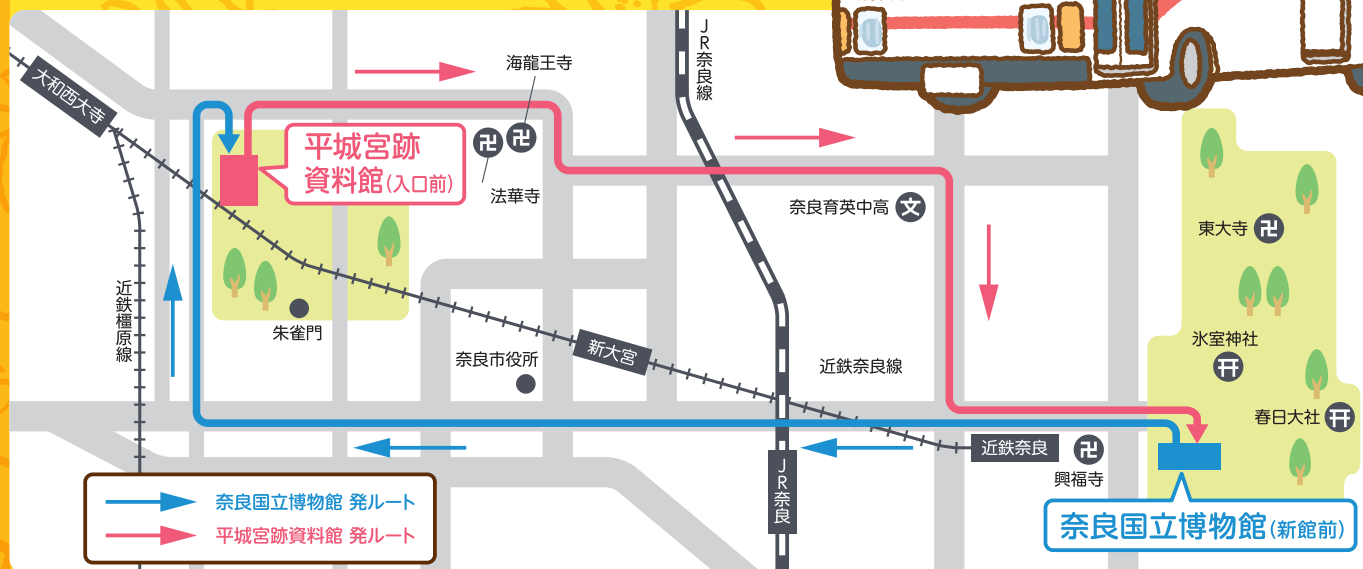 JR奈良線
海龍王寺
大和西大寺
平城宮跡
資料館(入口前)
法華寺
奈良育英中高
文
東大寺
近鉄橿原線
朱雀門
氷室神社
奈良市役所
新大宮
近鉄奈良線
春日大社
近鉄奈良
興福寺
JR奈良
奈良国立博物館 発ルート
平城宮跡資料館 発ルート
奈良国立博物館(新館前)